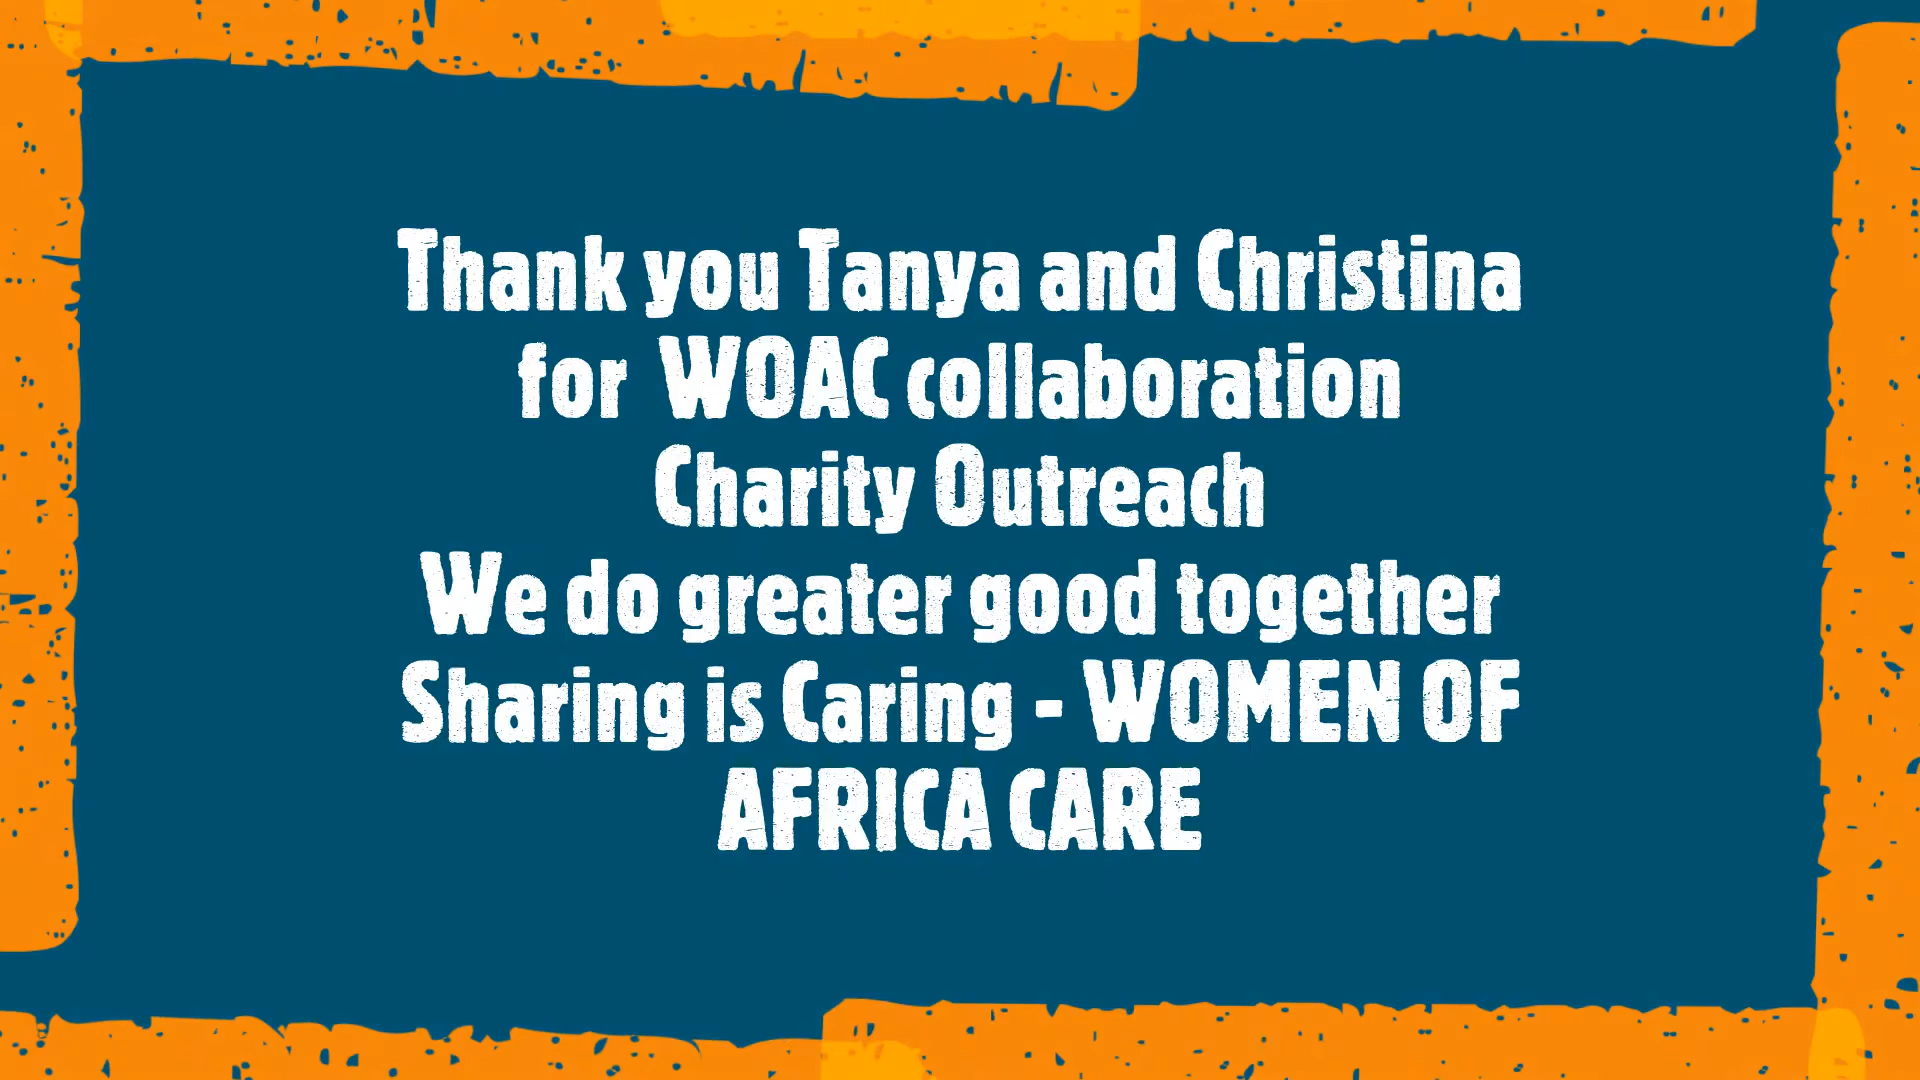 Thank you Tanya and Christina
for WOAC collaboration
Charity Outreach
We do greater good together
Sharing is Caring - WOMEN OF
AFRICA CARE